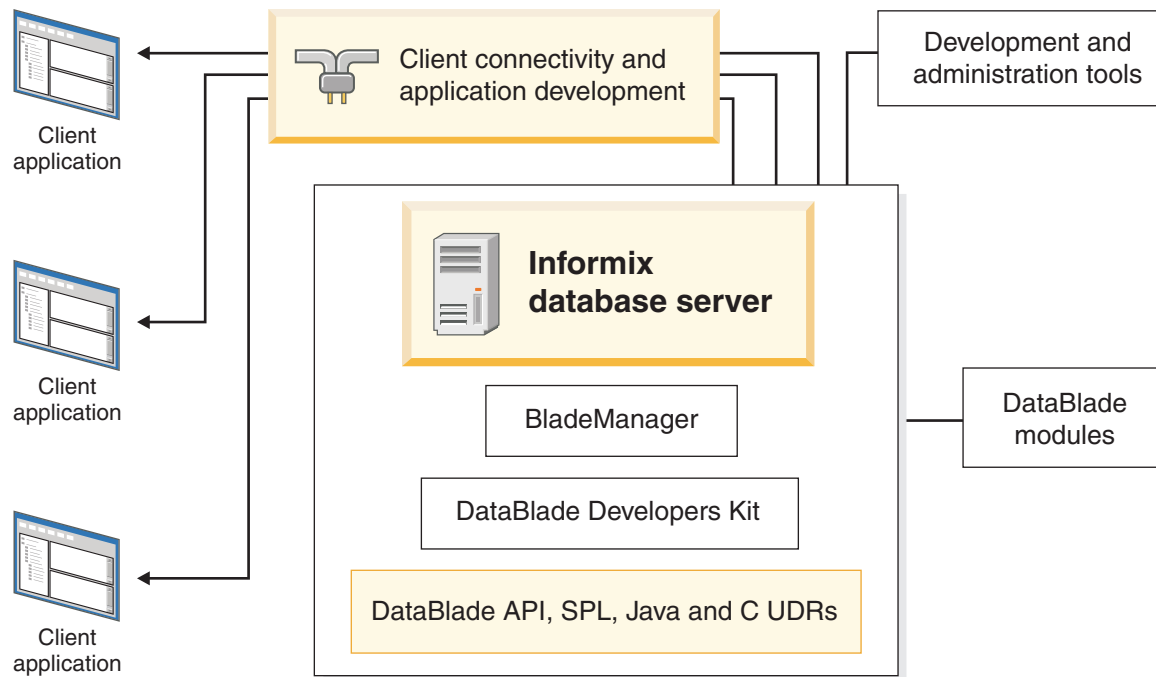 Client connectivity and
application development
Development and
administration tools
Client
application
Informix
database server
Client
application
BladeManager
DataBlade
modules
DataBlade Developers Kit
DataBlade API, SPL, Java and C UDRs
Client
application